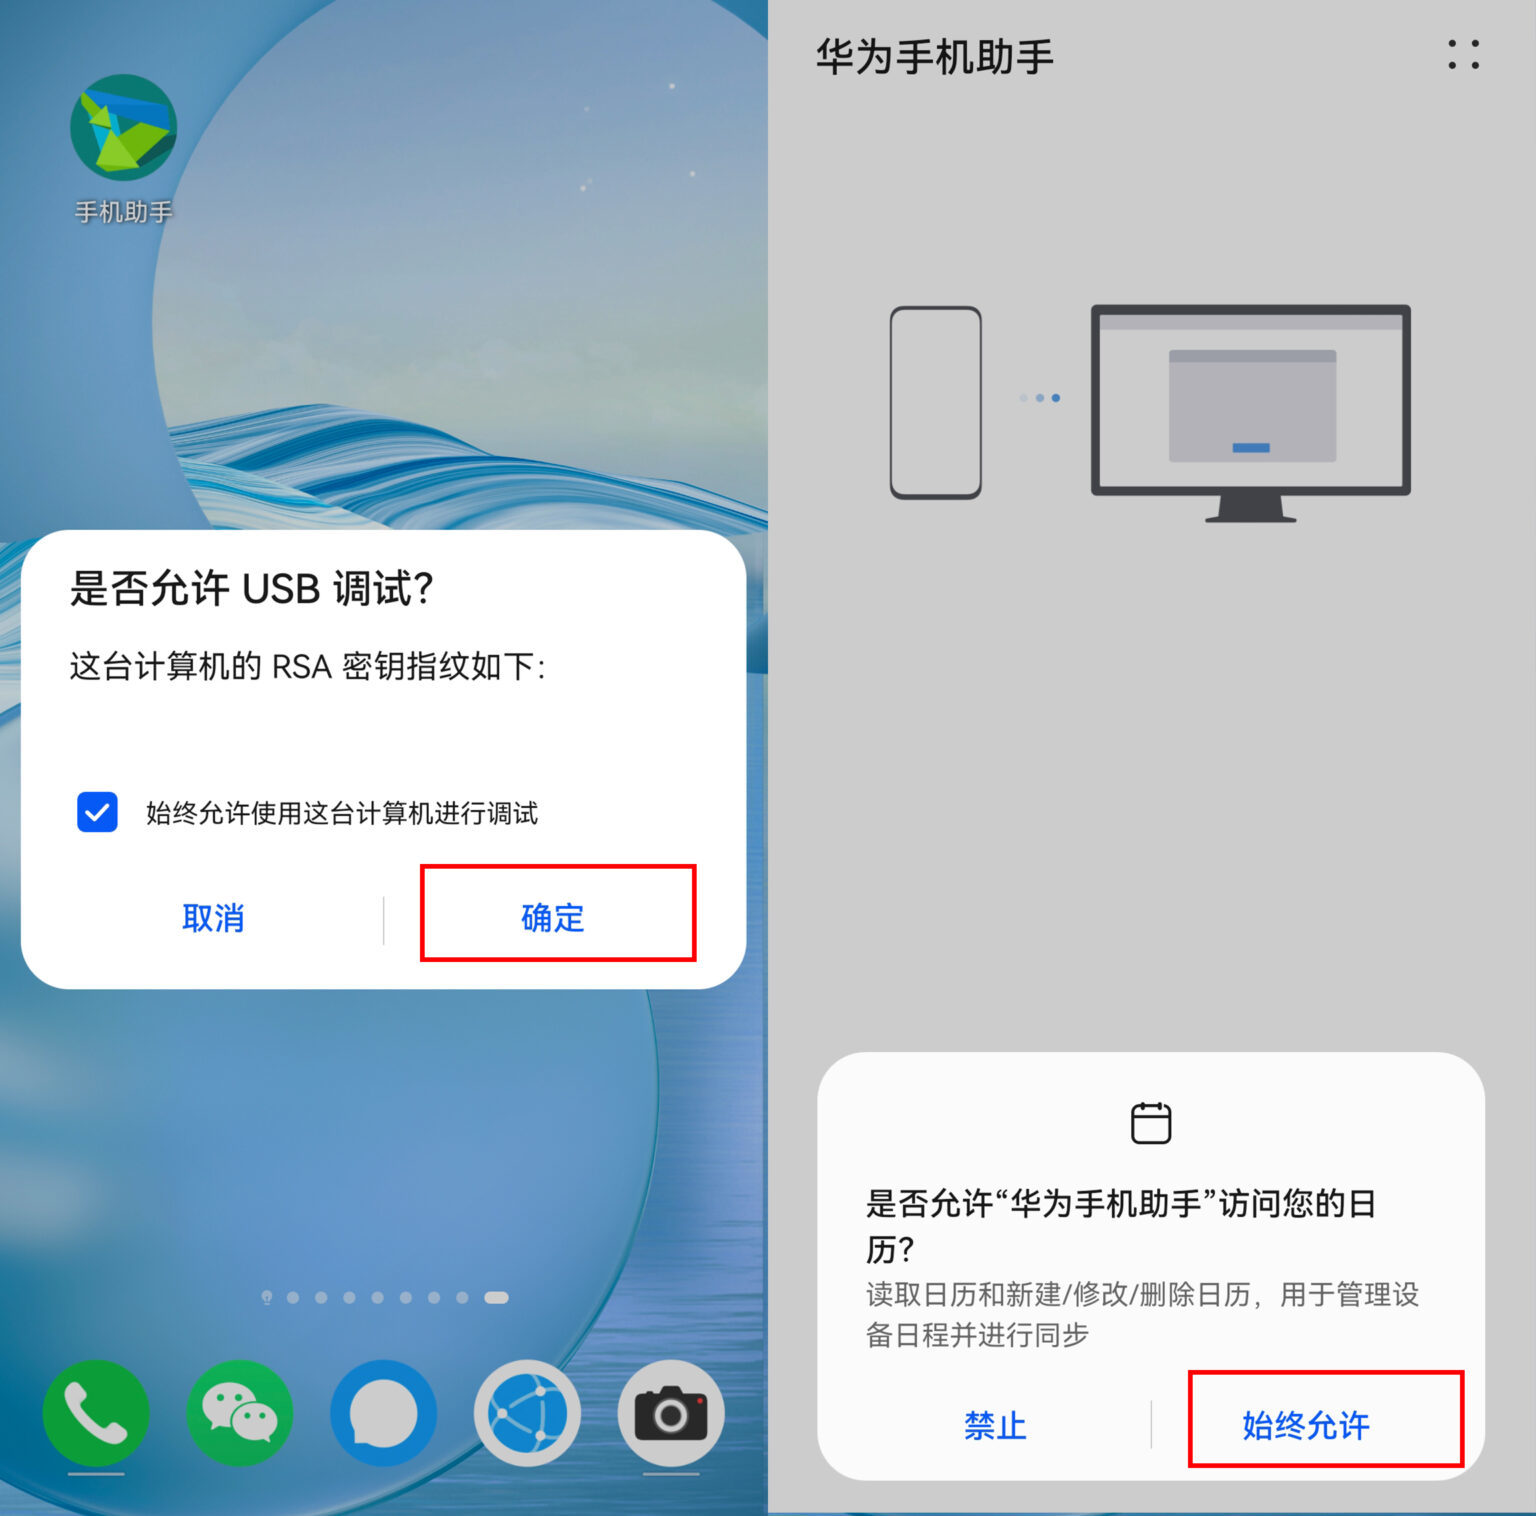 手机助手
是否允许 USB 调试?
这台计算机的 RSA 密钥指纹如下:
始终允许使用这台计算机进行调试
取消
确定
华为手机助手
是否允许“华为手机助手”访问您的日
历?
读取日历和新建/修改/删除日历，用于管理设
备日程并进行同步
禁止
始终允许